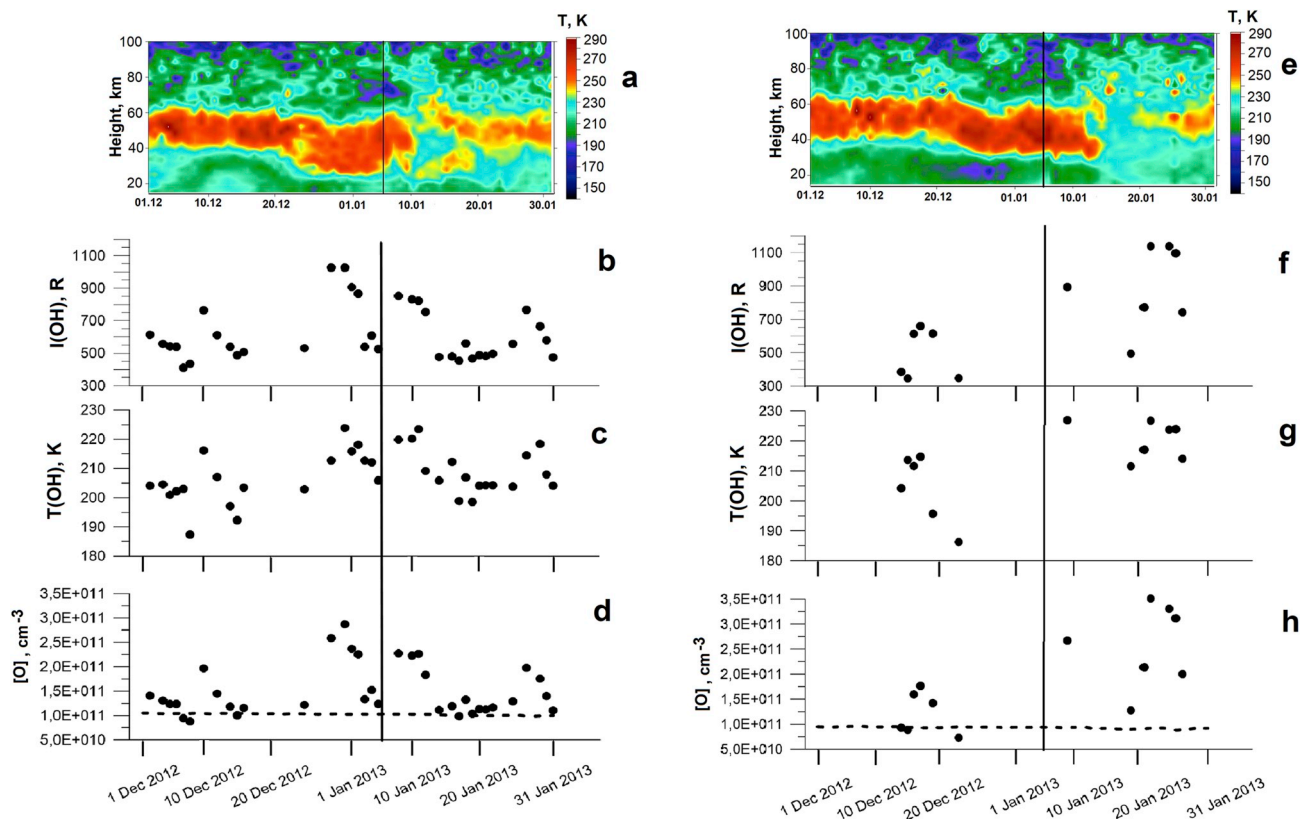 T, K
290
270
250
230
210
190
170
150
a
Height, km
100
80
60
40
20
01.12
10.12
20.12
01.01
10.01
20.01
30.01
b
I(OH), R
1100
900
700
500
300
c
T(OH), K
230
220
210
200
190
180
d
[O] , cm-3
3,5E+011
3,0E+011
2,5E+011
2,0E+011
1,5E+011
1,0E+011
5,0E+010
1 Dec 2012
10 Dec 2012
20 Dec 2012
1 Jan 2013
10 Jan 2013
20 Jan 2013
31 Jan 2013
T, K
290
270
250
230
210
190
170
150
e
Height, km
100
80
60
40
20
01.12
10.12
20.12
01.01
10.01
20.01
30.01
f
I(OH), R
1100
900
700
500
300
g
T(OH), K
230
220
210
200
190
180
h
[O] , cm-3
3,5E+011
3,0E+011
2,5E+011
2,0E+011
1,5E+011
1,0E+011
5,0E+010
1 Dec 2012
10 Dec 2012
20 Dec 2012
1 Jan 2013
10 Jan 2013
20 Jan 2013
31 Jan 2013